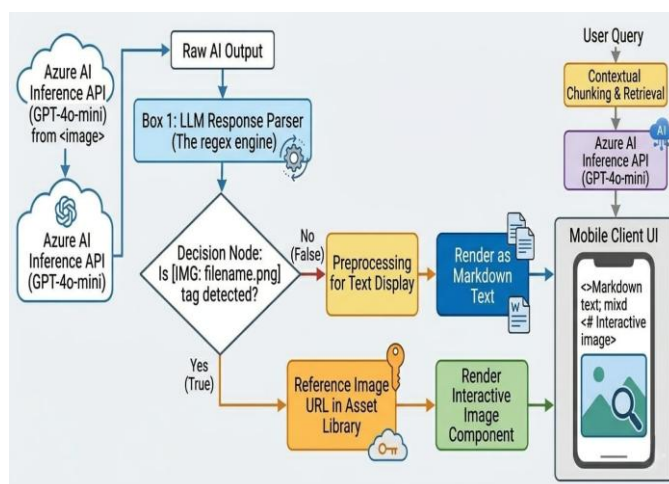 Azure AI
Inference API
(GPT-4o-mini)
from <image>
Azure AI
Inference API
(GPT-4o-mini)
Raw AI Output
Box 1: LLM Response Parser
(The regex engine)
Decision Node:
Is [IMG: filename.png]
tag detected?
No
(False)
Preprocessing
for Text Display
Render as
Markdown
Text
W
Yes
(True)
Reference Image
URL in Asset
Library
Render
Interactive
Image
Component
User Query
Contextual
Chunking & Retrieval
AI
Azure AI
Inference API
(GPT-4o-mini)
Mobile Client UI
<>Markdown
text; mixd
<# Interactive
image>